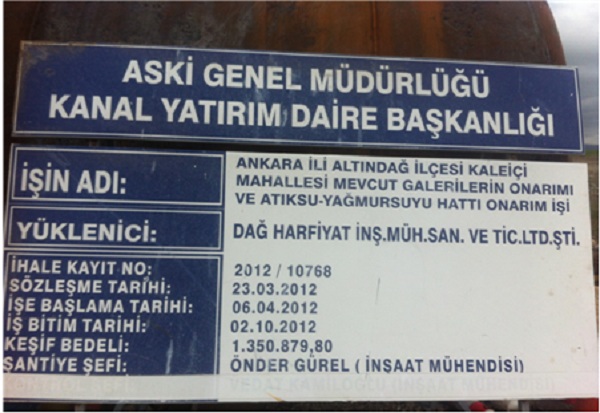 ASKİ GENEL MÜDÜRLÜĞÜ
KANAL YATIRIM DAİRE BAŞKANLIĞI
İŞİN ADI:
ANKARA İLİ ALTINDAĞ İLÇESİ KALEİÇİ
MAHALLESİ MEVCUT GALERİLERİN ONARIMI
VE ATIKSU-YAĞMURSUYU HATTI ONARIM İŞİ
YÜKLENİCİ: DAĞ HARFİYAT İNŞ.MÜH.SAN. VE TİC.LTD.ŞTİ.
İHALE KAYIT NO: 2012 / 10768
SÖZLEŞME TARİHİ: 23.03.2012
İŞE BAŞLAMA TARİHİ: 06.04.2012
İŞ BİTİM TARİHİ: 02.10.2012
KEŞİF BEDELİ: 1.350.879,80
ŞANTİYE ŞEFİ: ÖNDER GÜREL ( İNŞAAT MÜHENDİSİ)